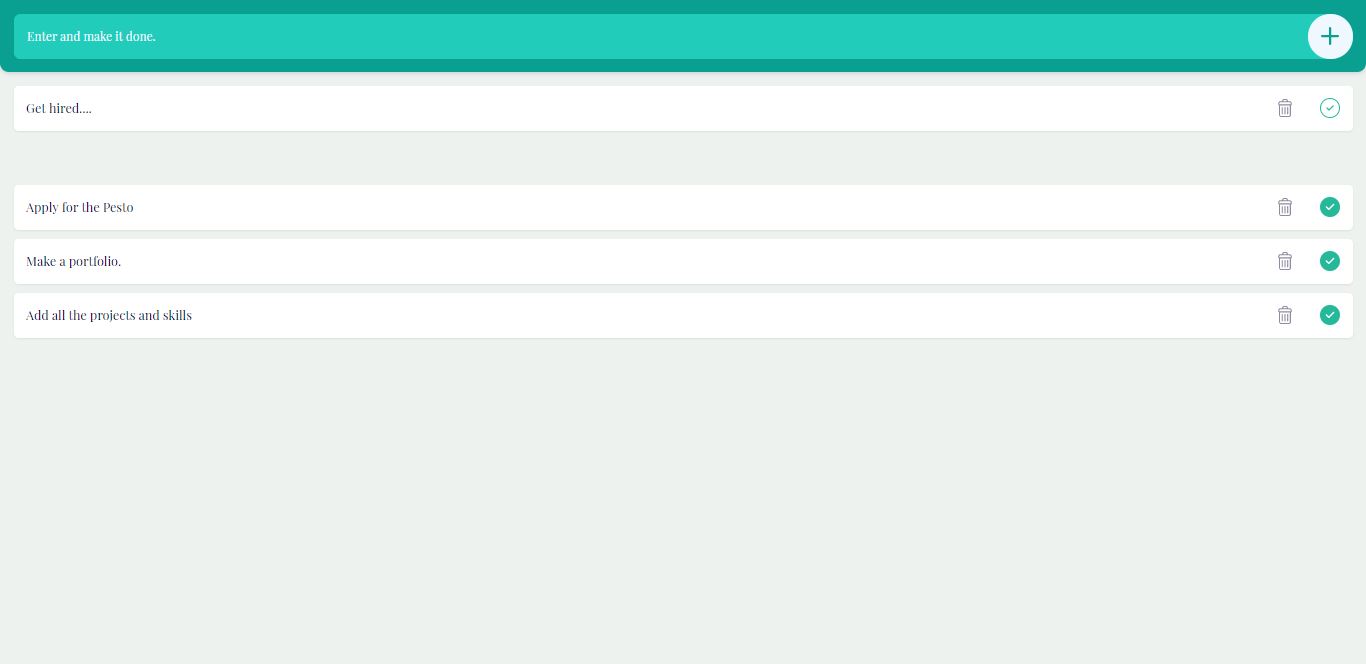 Enter and make it done.
Get hired....
Apply for the Pesto
Make a portfolio.
Add all the projects and skills